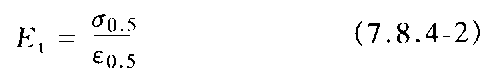 E₁ = σ₀.₅ / ε₀.₅ (7.8.4-2)